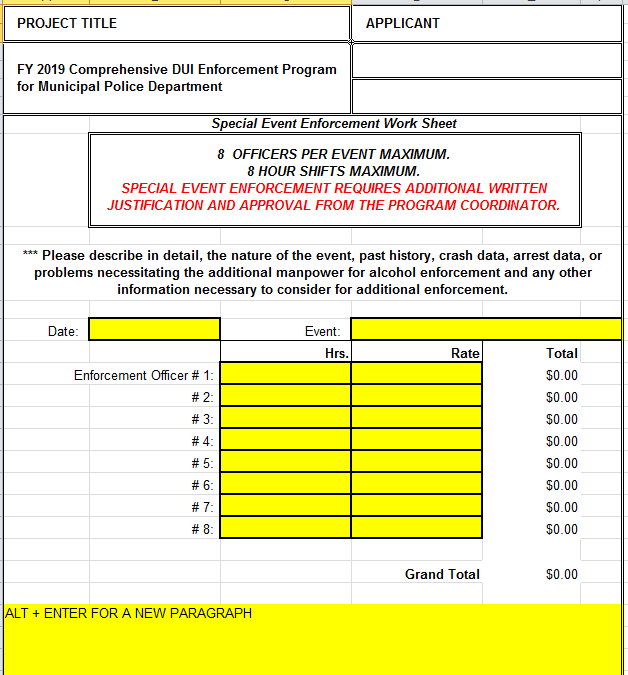 PROJECT TITLE
APPLICANT
FY 2019 Comprehensive DUI Enforcement Program
for Municipal Police Department
Special Event Enforcement Work Sheet
8 OFFICERS PER EVENT MAXIMUM.
8 HOUR SHIFTS MAXIMUM.
SPECIAL EVENT ENFORCEMENT REQUIRES ADDITIONAL WRITTEN
JUSTIFICATION AND APPROVAL FROM THE PROGRAM COORDINATOR.
*** Please describe in detail, the nature of the event, past history, crash data, arrest data, or
problems necessitating the additional manpower for alcohol enforcement and any other
information necessary to consider for additional enforcement.
Date: Event:
Hrs. Rate Total
Enforcement Officer # 1: $0.00
# 2: $0.00
# 3: $0.00
# 4: $0.00
# 5: $0.00
# 6: $0.00
# 7: $0.00
# 8: $0.00
Grand Total $0.00
ALT + ENTER FOR A NEW PARAGRAPH